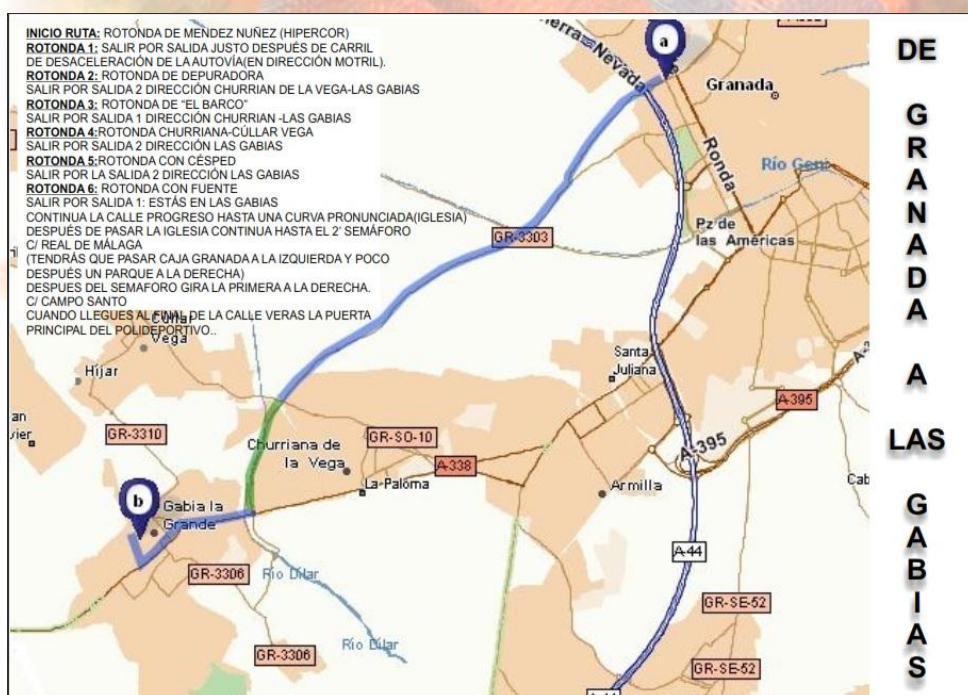 INICIO RUTA: ROTONDA DE MENDEZ NUÑEZ (HIPERCOR)
ROTONDA 1: SALIR POR SALIDA JUSTO DESPUÉS DE CARRIL
DE DESACELERACIÓN DE LA AUTOVÍA(EN DIRECCIÓN MOTRIL).
ROTONDA 2: ROTONDA DE DEPURADORA
SALIR POR SALIDA 2 DIRECCIÓN CHURRIAN DE LA VEGA-LAS GABIAS
ROTONDA 3: ROTONDA DE "EL BARCO"
SALIR POR SALIDA 1 DIRECCIÓN CHURRIAN -LAS GABIAS
ROTONDA 4:ROTONDA CHURRIANA-CÚLLAR VEGA
SALIR POR SALIDA 2 DIRECCIÓN LAS GABIAS
ROTONDA 5:ROTONDA CON CÉSPED
SALIR POR LA SALIDA 2 DIRECCIÓN LAS GABIAS
ROTONDA 6: ROTONDA CON FUENTE
SALIR POR SALIDA 1: ESTÁS EN LAS GABIAS
CONTINUA LA CALLE PROGRESO HASTA UNA CURVA PRONUNCIADA(IGLESIA)
DESPUÉS DE PASAR LA IGLESIA CONTINUA HASTA EL 2' SEMÁFORO
C/ REAL DE MÁLAGA
(TENDRÁS QUE PASAR CAJA GRANADA A LA IZQUIERDA Y POCO
DESPUÉS UN PARQUE A LA DERECHA)
DESPUES DEL SEMAFORO GIRA LA PRIMERA A LA DERECHA.
C/ CAMPO SANTO
CUANDO LLEGUES AL FINAL DE LA CALLE VERAS LA PUERTA
PRINCIPAL DEL POLIDEPORTIVO..
Nevada
a
Granada
Ronda
Río Geni
Pz de
las Américas
GR-3303
Cúllar
Vega
Híjar
Santa
Juliana
A-395
A-395
GR-3310
Churriana de
la Vega
GR-SO-10
A-338
La Paloma
Armilla
b
Gabia la
Grande
A-44
GR-3306
Río Dílar
GR-SE-52
Río Dílar
GR-3306
GR-SE-52
A-44
DE
GRANADA
A
LAS
GABIAS